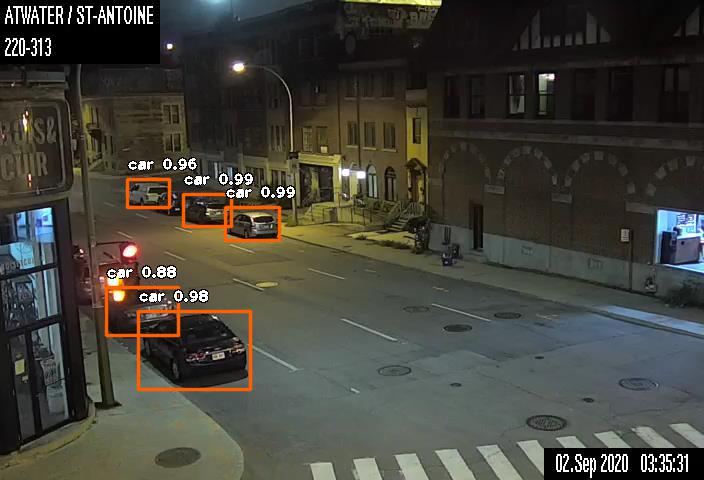 ATWATER / ST-ANTOINE
220-313
car 0.96
car 0.99
car 0.99
CUIR
car 0.88
car 0.98
02.Sep 2020 03:35:31